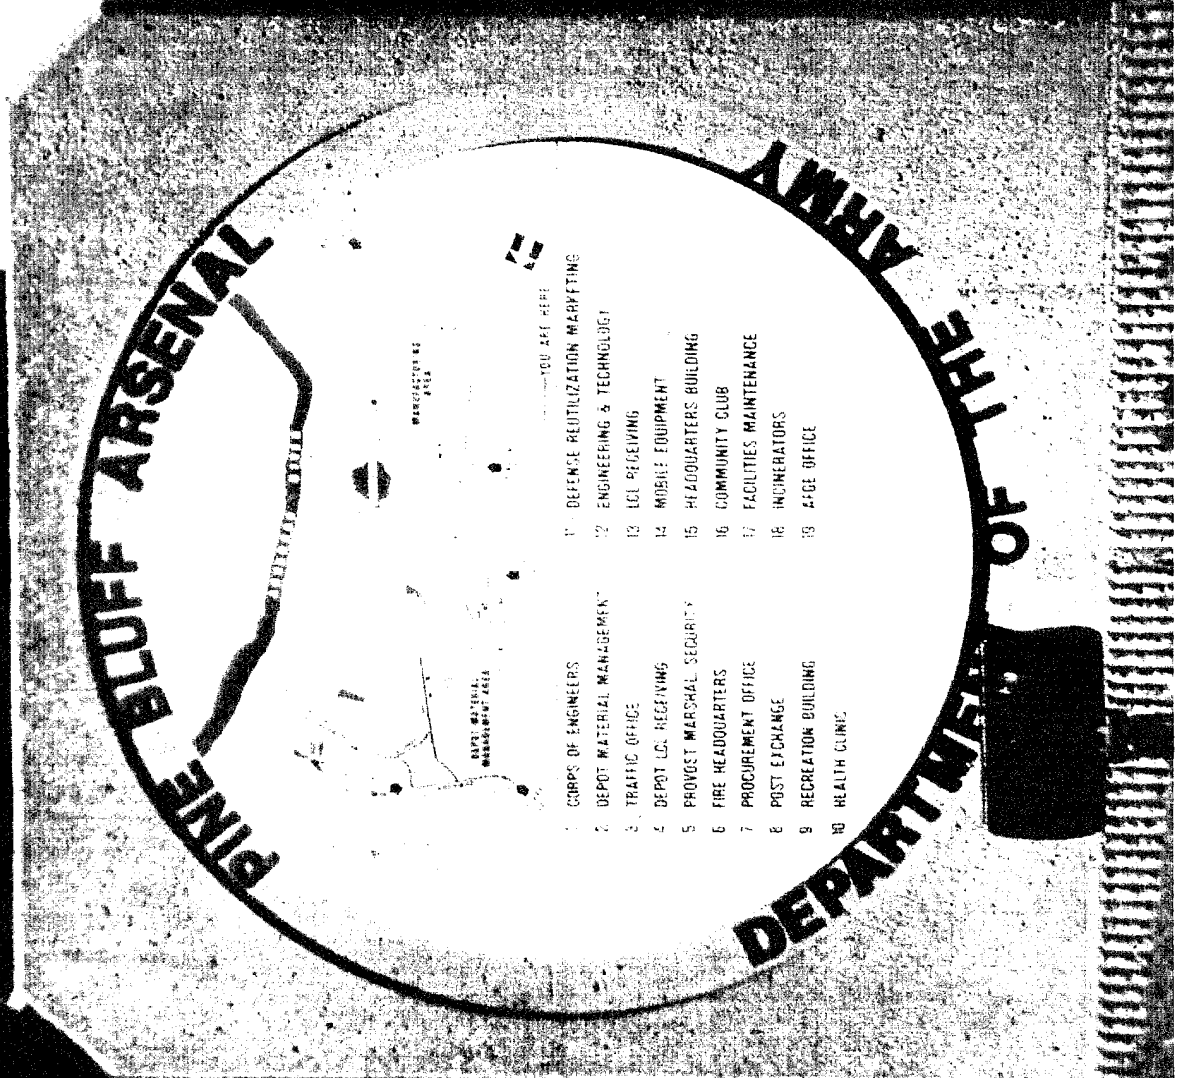 PINE BLUFF ARSENAL
MANUFACTURING
AREA
DEPOT MATERIAL
MANAGEMENT AREA
YOU ARE HERE
1 CORPS OF ENGINEERS
2 DEPOT MATERIAL MANAGEMENT
3 TRAFFIC OFFICE
4 DEPOT LCL RECEIVING
5 PROVOST MARSHAL SECURITY
6 FIRE HEADQUARTERS
7 PROCUREMENT OFFICE
8 POST EXCHANGE
9 RECREATION BUILDING
10 HEALTH CLINIC
11 DEFENSE REUTILIZATION MARKETING
12 ENGINEERING & TECHNOLOGY
13 LCL RECEIVING
14 MOBILE EQUIPMENT
15 HEADQUARTERS BUILDING
16 COMMUNITY CLUB
17 FACILITIES MAINTENANCE
18 INCINERATORS
19 AFGE OFFICE
DEPARTME OF THE ARMY